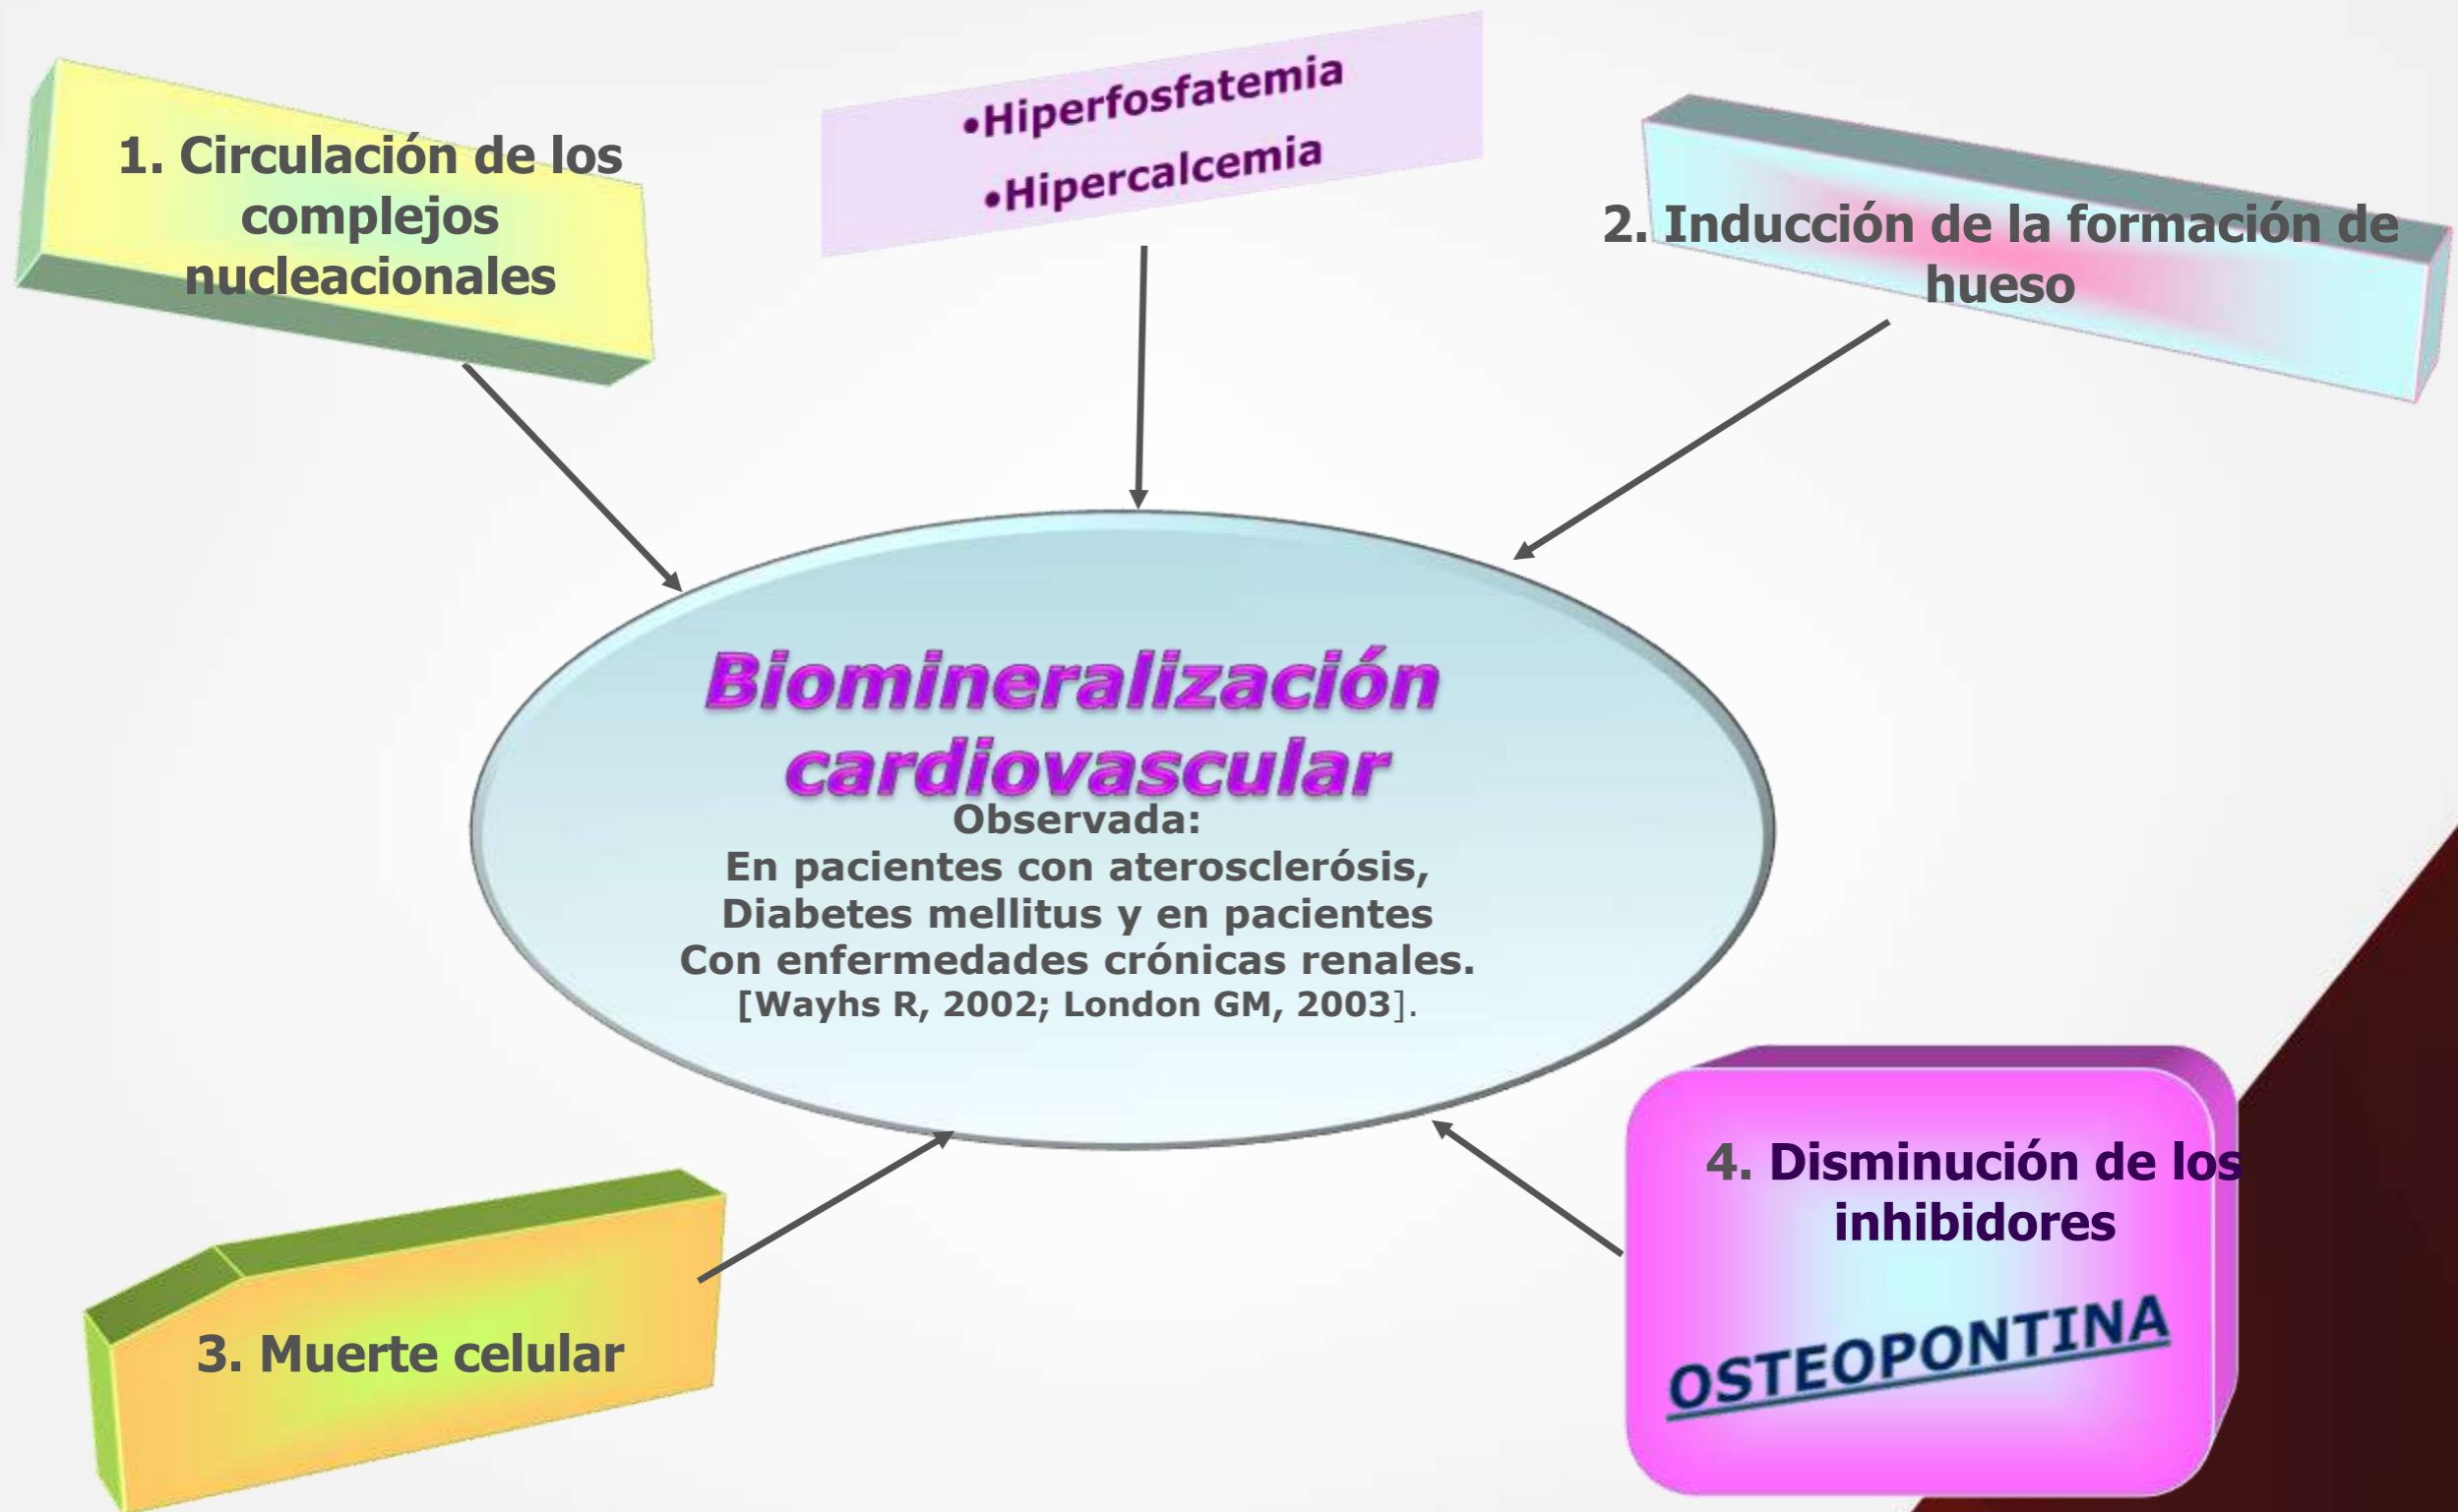 1. Circulación de los
complejos
nucleacionales
•Hiperfosfatemia
•Hipercalcemia
2. Inducción de la formación de
hueso
Biomineralización
cardiovascular
Observada:
En pacientes con aterosclerósis,
Diabetes mellitus y en pacientes
Con enfermedades crónicas renales.
[Wayhs R, 2002; London GM, 2003].
3. Muerte celular
4. Disminución de los
inhibidores
OSTEOPONTINA